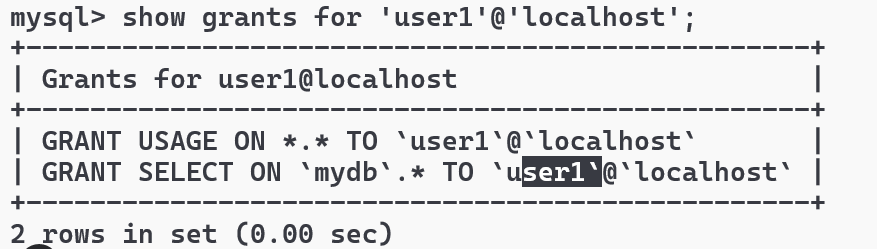 mysql> show grants for 'user1'@'localhost';
+-------------------------------------------------+
| Grants for user1@localhost                      |
+-------------------------------------------------+
| GRANT USAGE ON *.* TO `user1`@`localhost`       |
| GRANT SELECT ON `mydb`.* TO `user1`@`localhost` |
+-------------------------------------------------+
2 rows in set (0.00 sec)